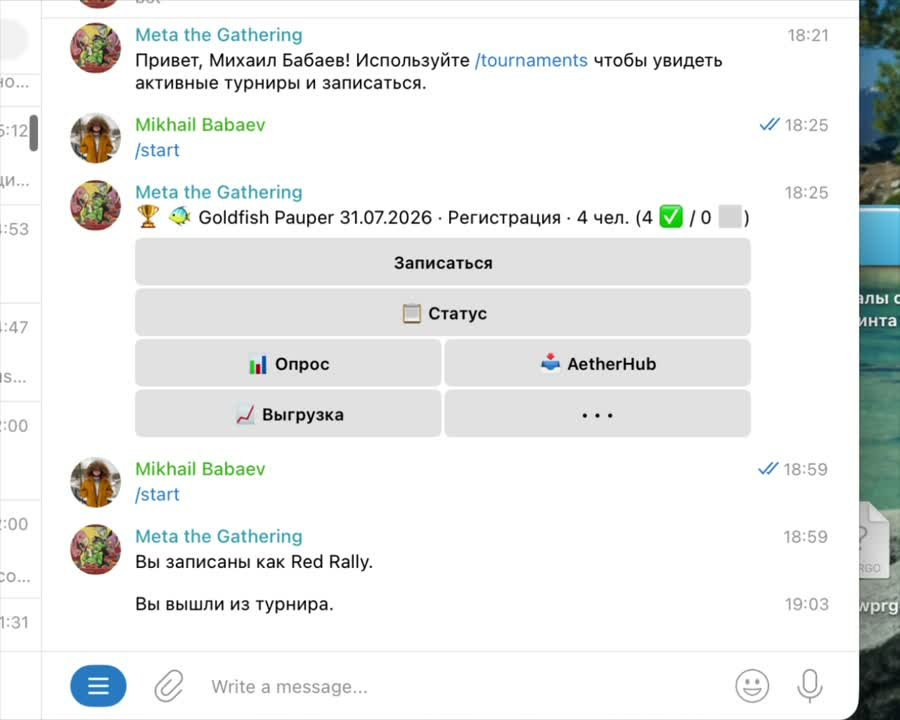 Meta the Gathering 18:21
Привет, Михаил Бабаев! Используйте /tournaments чтобы увидеть
активные турниры и записаться.
Mikhail Babaev 18:25
/start
Meta the Gathering 18:25
Goldfish Pauper 31.07.2026 · Регистрация · 4 чел. (4 ✅ / 0 ⬜)
Записаться
Статус
Опрос
AetherHub
Выгрузка
• • •
Mikhail Babaev 18:59
/start
Meta the Gathering 18:59
Вы записаны как Red Rally.
Вы вышли из турнира. 19:03
Write a message...